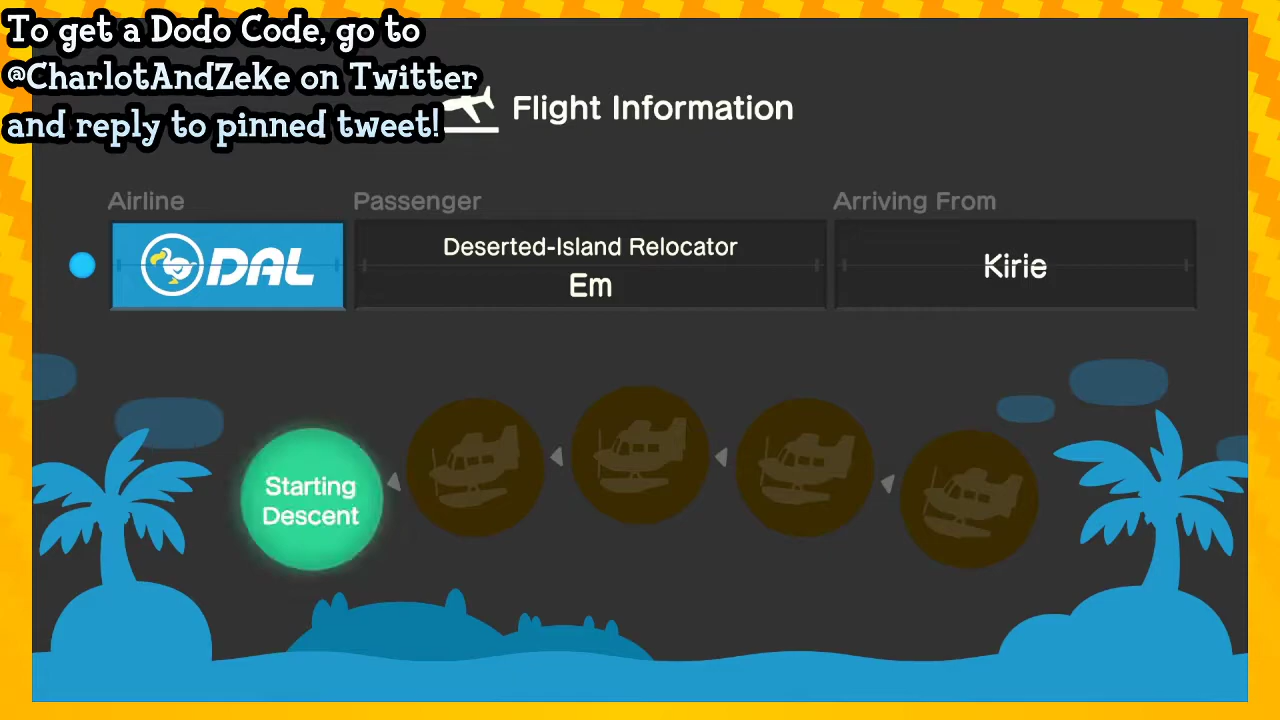 To get a Dodo Code, go to
@CharlotAndZeke on Twitter
and reply to pinned tweet!
Flight Information
Airline
Passenger
Arriving From
DAL
Deserted-Island Relocator
Em
Kirie
Starting
Descent